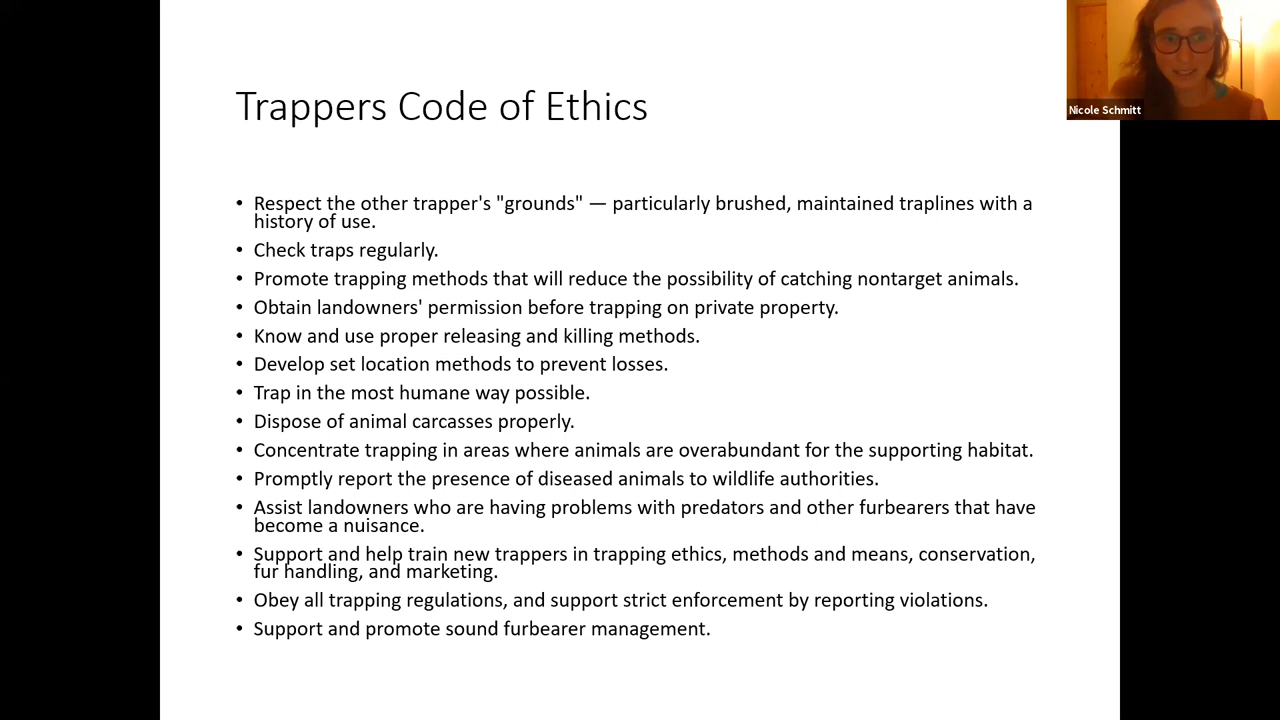 Trappers Code of Ethics
Nicole Schmitt
• Respect the other trapper's "grounds" — particularly brushed, maintained traplines with a
history of use.
• Check traps regularly.
• Promote trapping methods that will reduce the possibility of catching nontarget animals.
• Obtain landowners' permission before trapping on private property.
• Know and use proper releasing and killing methods.
• Develop set location methods to prevent losses.
• Trap in the most humane way possible.
• Dispose of animal carcasses properly.
• Concentrate trapping in areas where animals are overabundant for the supporting habitat.
• Promptly report the presence of diseased animals to wildlife authorities.
• Assist landowners who are having problems with predators and other furbearers that have
become a nuisance.
• Support and help train new trappers in trapping ethics, methods and means, conservation,
fur handling, and marketing.
• Obey all trapping regulations, and support strict enforcement by reporting violations.
• Support and promote sound furbearer management.